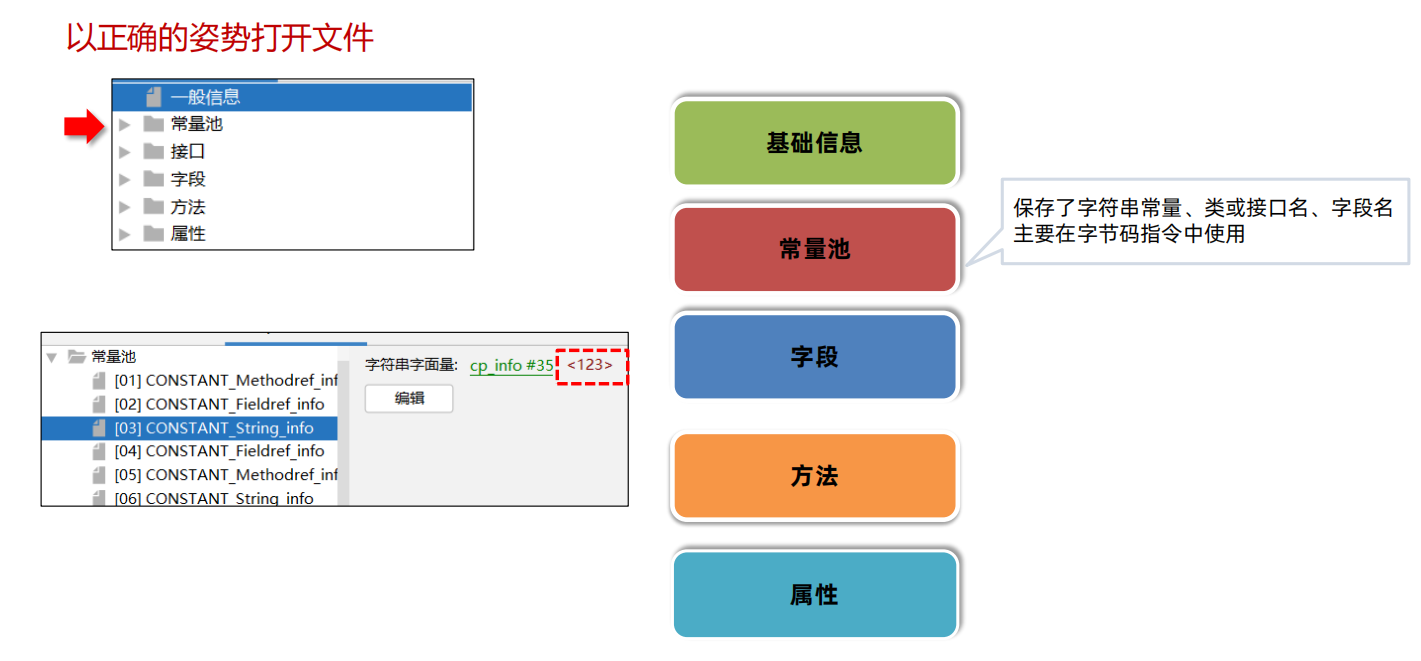 以正确的姿势打开文件
一般信息
常量池
接口
字段
方法
属性
常量池
[01] CONSTANT_Methodref_inf
[02] CONSTANT_Fieldref_info
[03] CONSTANT_String_info
[04] CONSTANT_Fieldref_info
[05] CONSTANT_Methodref_inf
[06] CONSTANT_String_info
字符串字面量: cp_info #35 <123>
编辑
基础信息
常量池
字段
方法
属性
保存了字符串常量、类或接口名、字段名
主要在字节码指令中使用